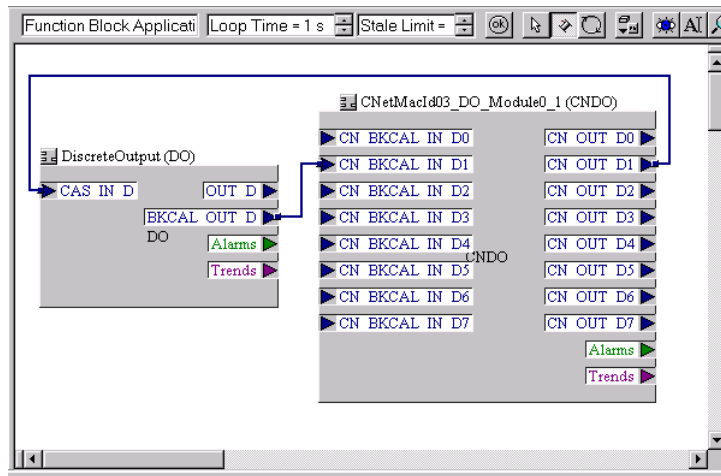 Function Block Applicati Loop Time = 1 s Stale Limit = ok AI
CNetMacId03_DO_Module0_1 (CNDO)
CN BKCAL IN D0 CN OUT D0
DiscreteOutput (DO)
CN BKCAL IN D1 CN OUT D1
CAS IN D OUT D
CN BKCAL IN D2 CN OUT D2
BKCAL OUT D
CN BKCAL IN D3 CN OUT D3
DO
Alarms
CN BKCAL IN D4 CN OUT D4
CNDO
Trends
CN BKCAL IN D5 CN OUT D5
CN BKCAL IN D6 CN OUT D6
CN BKCAL IN D7 CN OUT D7
Alarms
Trends